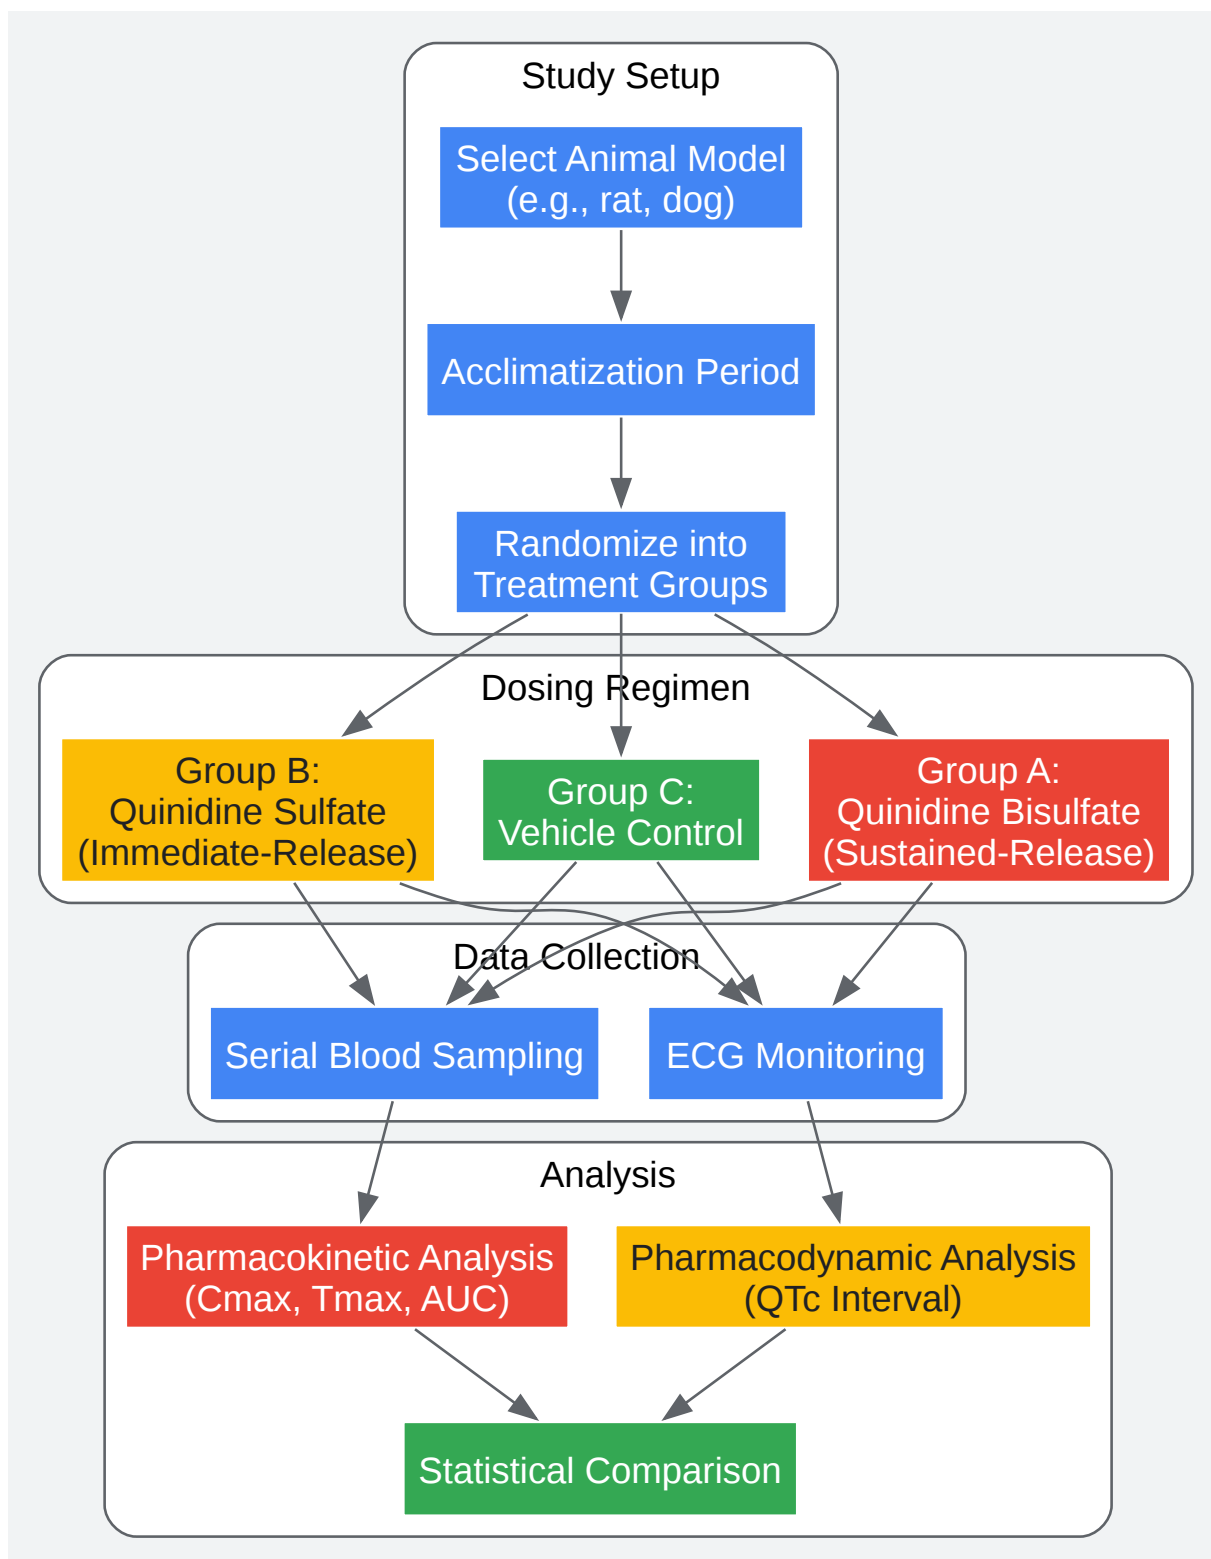 Study Setup
Select Animal Model
(e.g., rat, dog)
Acclimatization Period
Randomize into
Treatment Groups
Dosing Regimen
Group B:
Quinidine Sulfate
(Immediate-Release)
Group C:
Vehicle Control
Group A:
Quinidine Bisulfate
(Sustained-Release)
Data Collection
Serial Blood Sampling
ECG Monitoring
Analysis
Pharmacokinetic Analysis
(Cmax, Tmax, AUC)
Pharmacodynamic Analysis
(QTc Interval)
Statistical Comparison